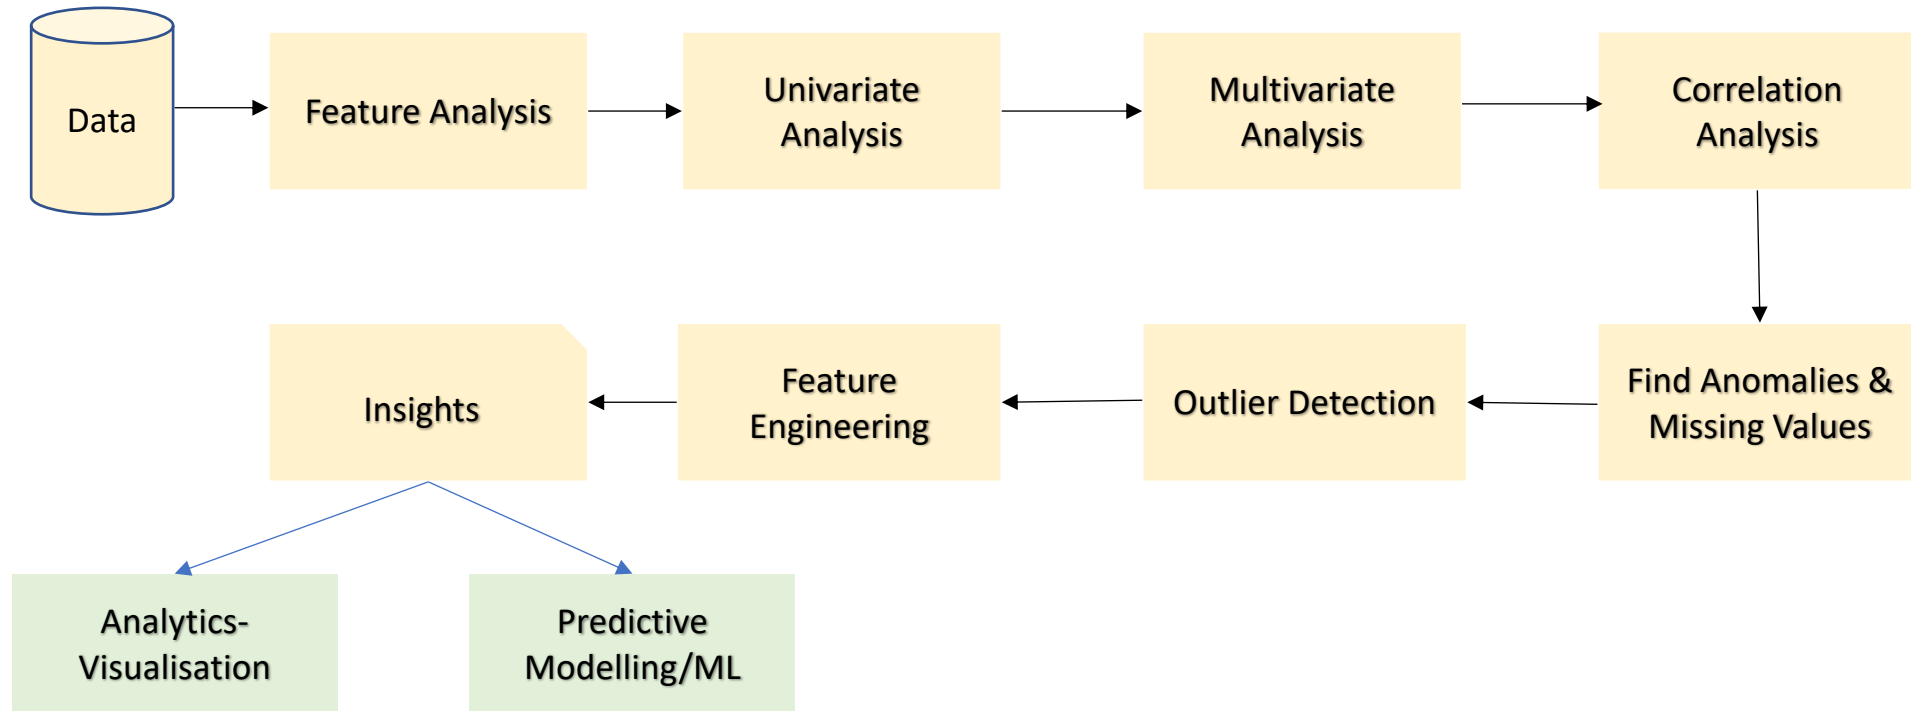 Data
Feature Analysis
Univariate
Analysis
Multivariate
Analysis
Correlation
Analysis
Insights
Feature
Engineering
Outlier Detection
Find Anomalies &
Missing Values
Analytics-
Visualisation
Predictive
Modelling/ML